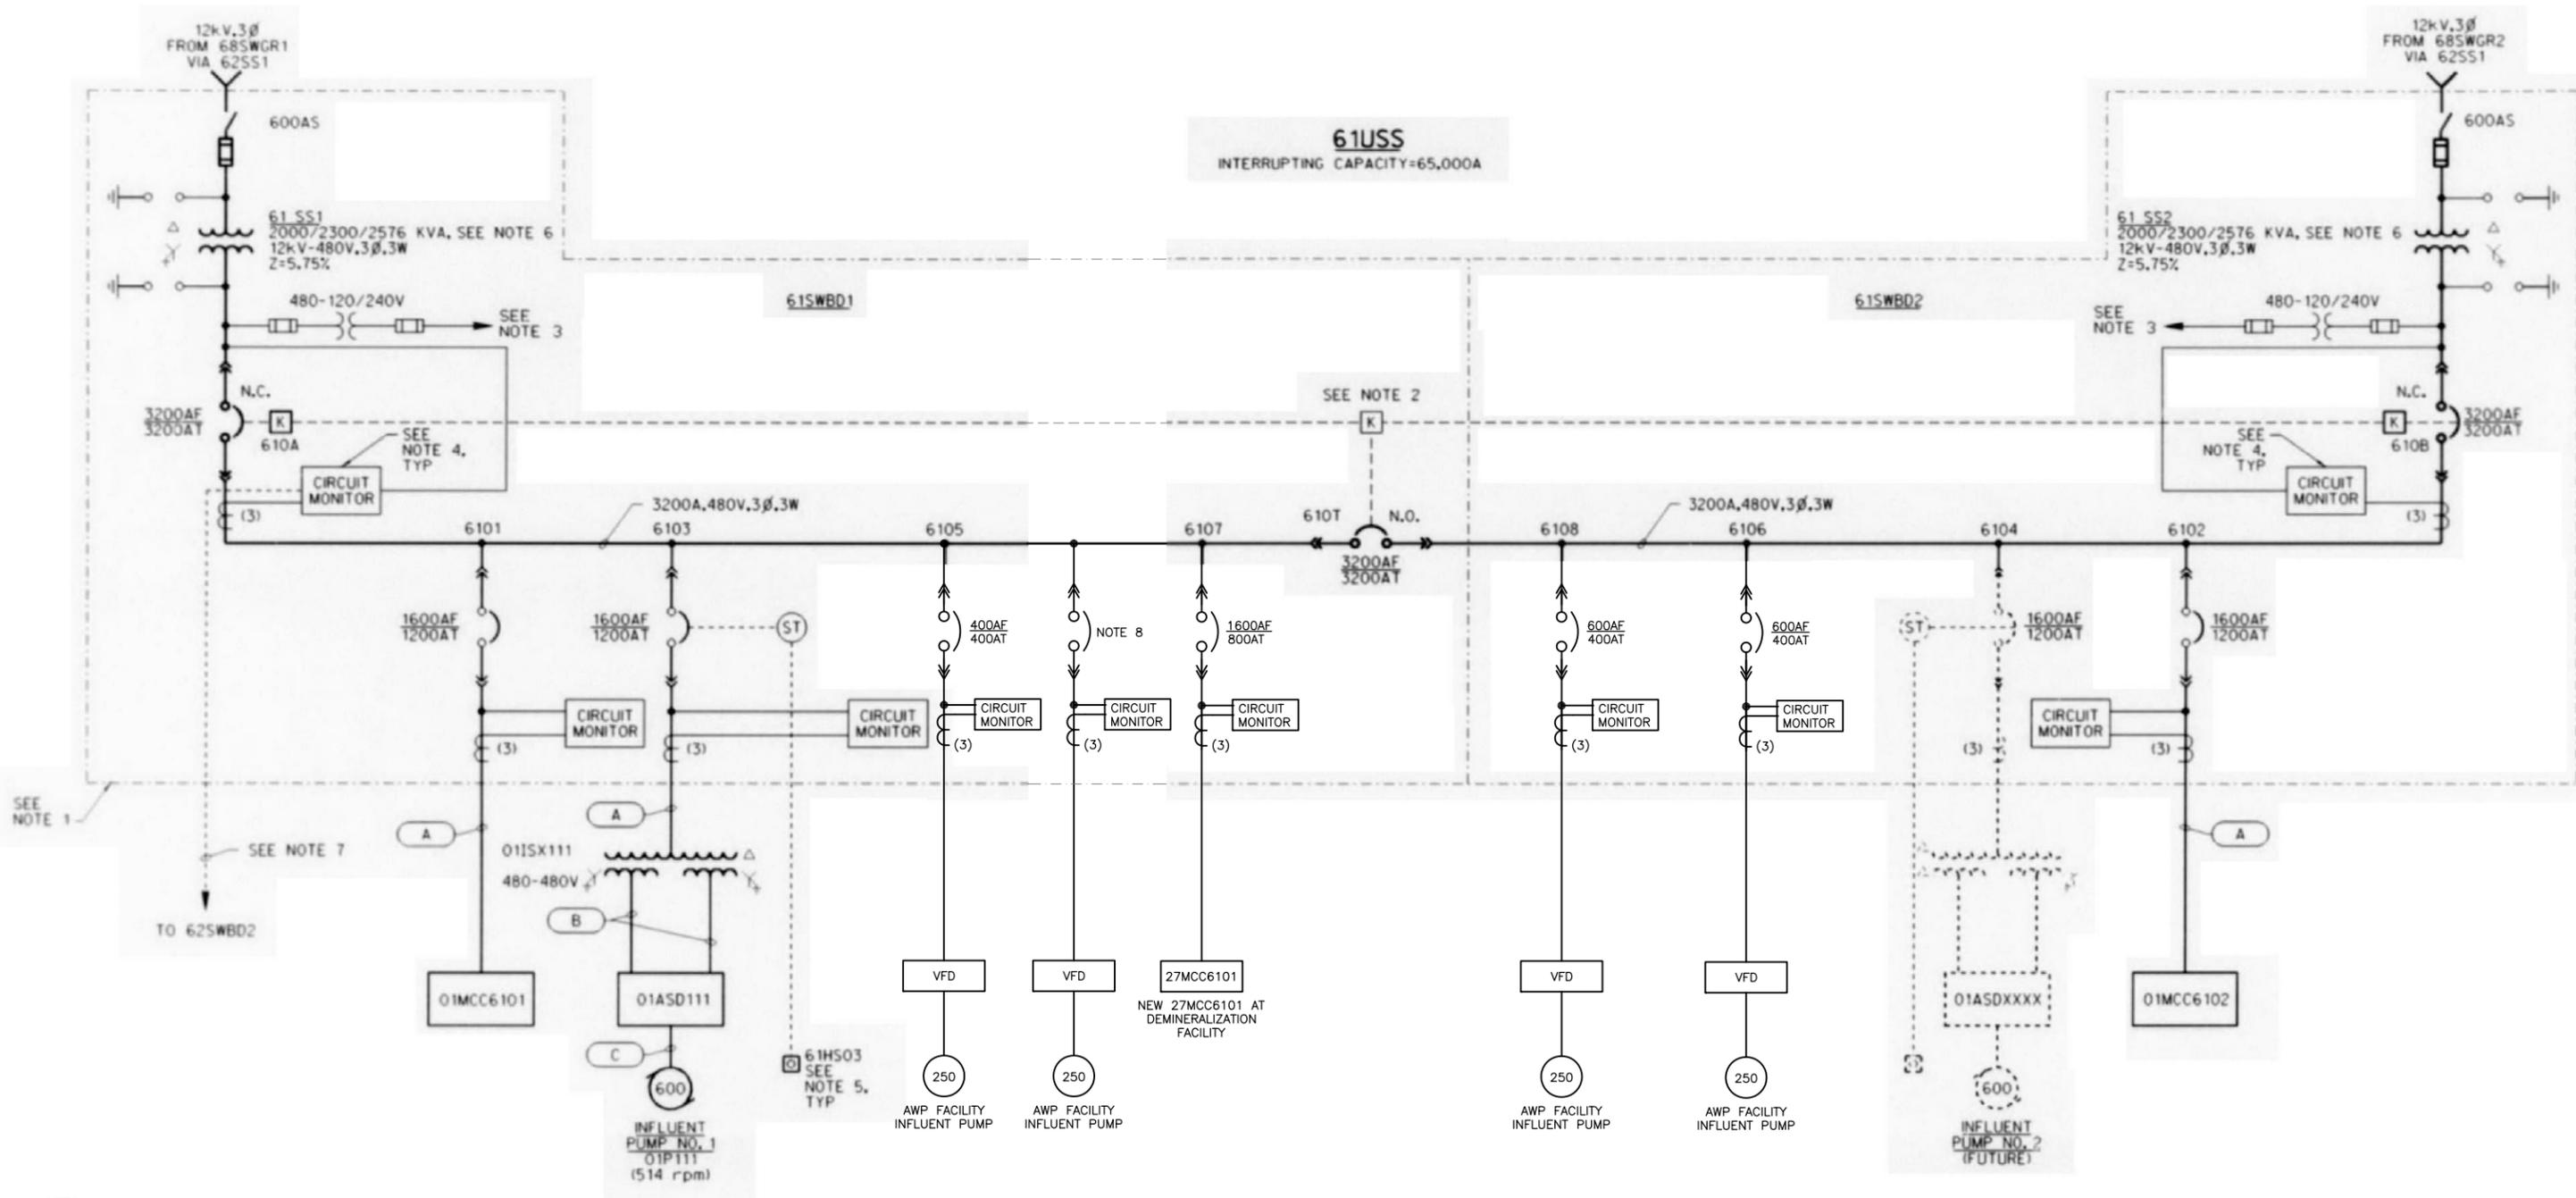 12kV,3Ø
FROM 68SWGR1
VIA 62SS1
600AS
61 SS1
2000/2300/2576 KVA, SEE NOTE 6
12kV-480V,3Ø,3W
Z=5.75%
480-120/240V
SEE
NOTE 3
N.C.
3200AF
3200AT
K
610A
SEE
NOTE 4,
TYP
CIRCUIT
MONITOR
(3)
61USS
INTERRUPTING CAPACITY=65,000A
61SWBD1
61SWBD2
SEE NOTE 2
K
12kV,3Ø
FROM 68SWGR2
VIA 62SS1
600AS
61 SS2
2000/2300/2576 KVA, SEE NOTE 6
12kV-480V,3Ø,3W
Z=5.75%
480-120/240V
SEE
NOTE 3
N.C.
3200AF
3200AT
K
610B
SEE
NOTE 4,
TYP
CIRCUIT
MONITOR
(3)
3200A,480V,3Ø,3W
3200A,480V,3Ø,3W
6101
6103
6105
6107
610T
N.O.
3200AF
3200AT
6108
6106
6104
6102
1600AF
1200AT
1600AF
1200AT
ST
400AF
400AT
NOTE 8
1600AF
800AT
600AF
400AT
600AF
400AT
ST
1600AF
1200AT
1600AF
1200AT
CIRCUIT
MONITOR
(3)
CIRCUIT
MONITOR
(3)
CIRCUIT
MONITOR
(3)
CIRCUIT
MONITOR
(3)
CIRCUIT
MONITOR
(3)
CIRCUIT
MONITOR
(3)
CIRCUIT
MONITOR
(3)
(3)
CIRCUIT
MONITOR
(3)
SEE
NOTE 1
SEE NOTE 7
TO 62SWBD2
A
A
01ISX111
480-480V
B
A
01MCC6101
01ASD111
VFD
VFD
27MCC6101
NEW 27MCC6101 AT
DEMINERALIZATION
FACILITY
VFD
VFD
01ASDXXXX
01MCC6102
C
600
INFLUENT
PUMP NO. 1
01P111
(514 rpm)
61HS03
SEE
NOTE 5,
TYP
250
AWP FACILITY
INFLUENT PUMP
250
AWP FACILITY
INFLUENT PUMP
250
AWP FACILITY
INFLUENT PUMP
250
AWP FACILITY
INFLUENT PUMP
600
INFLUENT
PUMP NO. 2
(FUTURE)